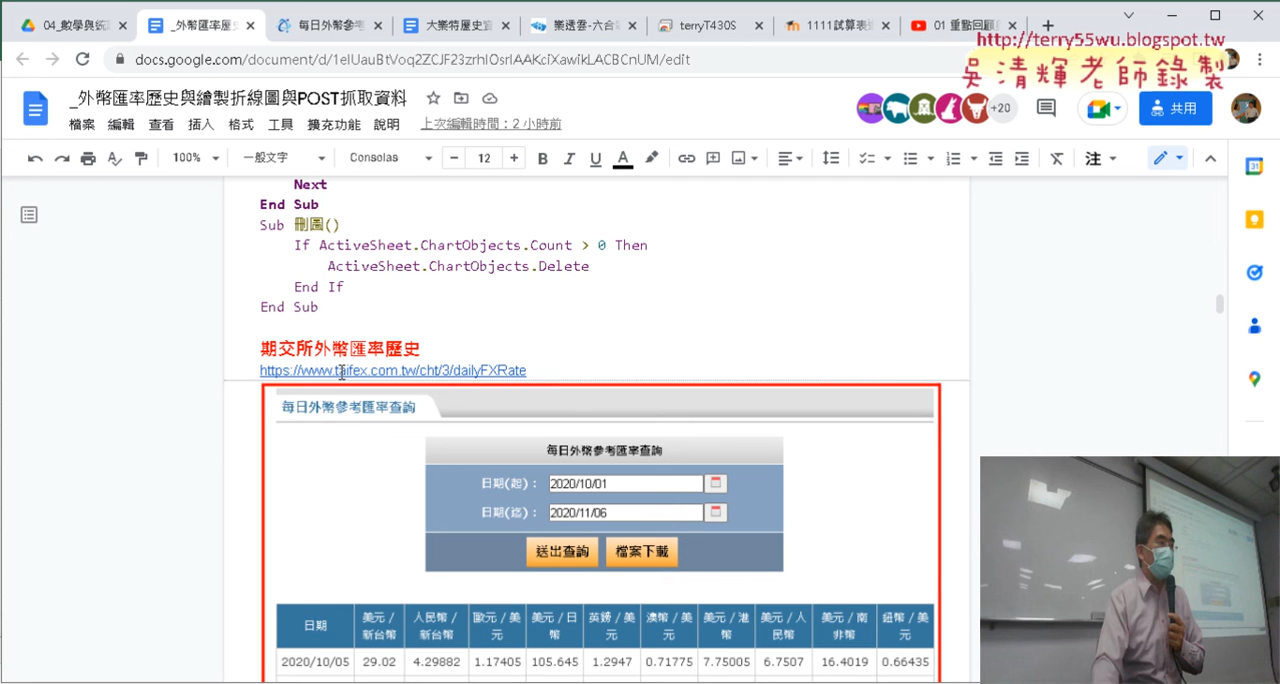 04_數學與統
_外幣匯率歷史
每日外幣參考
大樂特歷史資
樂透雲-六合
terryT430S
1111試算表
01 重點回顧
http://terry55wu.blogspot.tw
docs.google.com/document/d/1elUauBtVoq2ZCJF23zrhIOsrIAAKciXawikLACBCnUM/edit
吳清輝老師錄製
_外幣匯率歷史與繪製折線圖與POST抓取資料
+20
共用
檔案 編輯 查看 插入 格式 工具 擴充功能 說明 上次編輯時間：2 小時前
100% 一般文字 Consolas − 12 + B I U A 注
Next
End Sub
Sub 刪圖()
If ActiveSheet.ChartObjects.Count > 0 Then
ActiveSheet.ChartObjects.Delete
End If
End Sub
期交所外幣匯率歷史
https://www.taifex.com.tw/cht/3/dailyFXRate
每日外幣參考匯率查詢
每日外幣參考匯率查詢
日期(起)： 2020/10/01
日期(迄)： 2020/11/06
送出查詢 檔案下載
日期 美元／新台幣 人民幣／新台幣 歐元／美元 美元／日幣 英鎊／美元 澳幣／美元 美元／港幣 美元／人民幣 美元／南非幣 紐幣／美元
2020/10/05 29.02 4.29882 1.17405 105.645 1.2947 0.71775 7.75005 6.7507 16.4019 0.66435